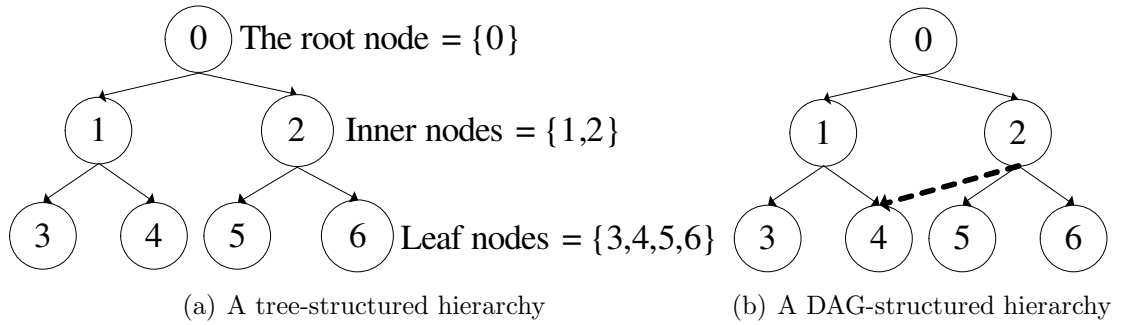 0 The root node = {0} 0
1 2 Inner nodes = {1,2} 1 2
3 4 5 6 Leaf nodes = {3,4,5,6} 3 4 5 6
(a) A tree-structured hierarchy (b) A DAG-structured hierarchy